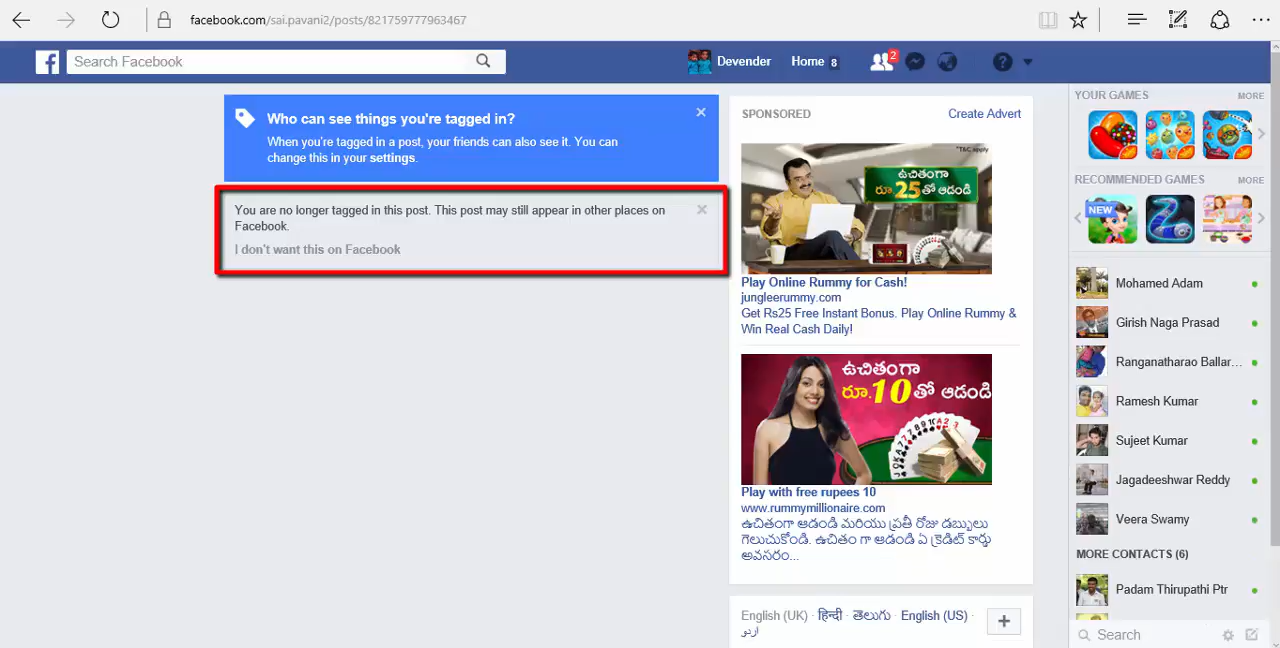 facebook.com/sai.pavani2/posts/821759777963467
Search Facebook
Devender
Home 8
2
Who can see things you're tagged in?
When you're tagged in a post, your friends can also see it. You can
change this in your settings.
You are no longer tagged in this post. This post may still appear in other places on
Facebook.
I don't want this on Facebook
SPONSORED
Create Advert
*T&C apply
ఉచితంగా
రూ 25తో ఆడండి
Play Online Rummy for Cash!
jungleerummy.com
Get Rs25 Free Instant Bonus. Play Online Rummy &
Win Real Cash Daily!
ఉచితంగా
రూ.10తో ఆడండి
Play with free rupees 10
www.rummymillionaire.com
ఉచితంగా ఆడండి మరియు ప్రతీ రోజు డబ్బులు
గెలుచుకోండి. ఉచితం గా ఆడండి ఏ క్రెడిట్ కార్డు
అవసరం...
English (UK) · हिन्दी · తెలుగు · English (US) ·
اردو
YOUR GAMES
MORE
RECOMMENDED GAMES
MORE
NEW
Mohamed Adam
Girish Naga Prasad
Ranganatharao Ballar...
Ramesh Kumar
Sujeet Kumar
Jagadeeshwar Reddy
Veera Swamy
MORE CONTACTS (6)
Padam Thirupathi Ptr
Search